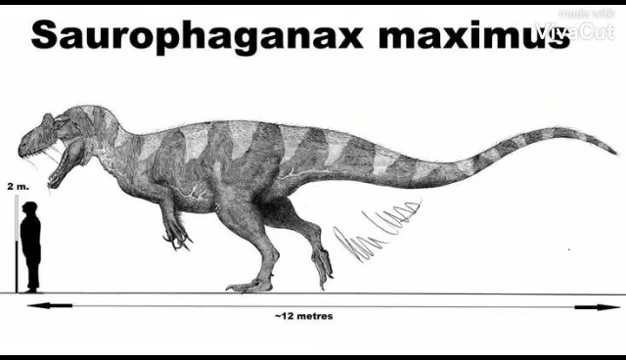 made with
VivaCut
Saurophaganax maximus
2 m.
~12 metres